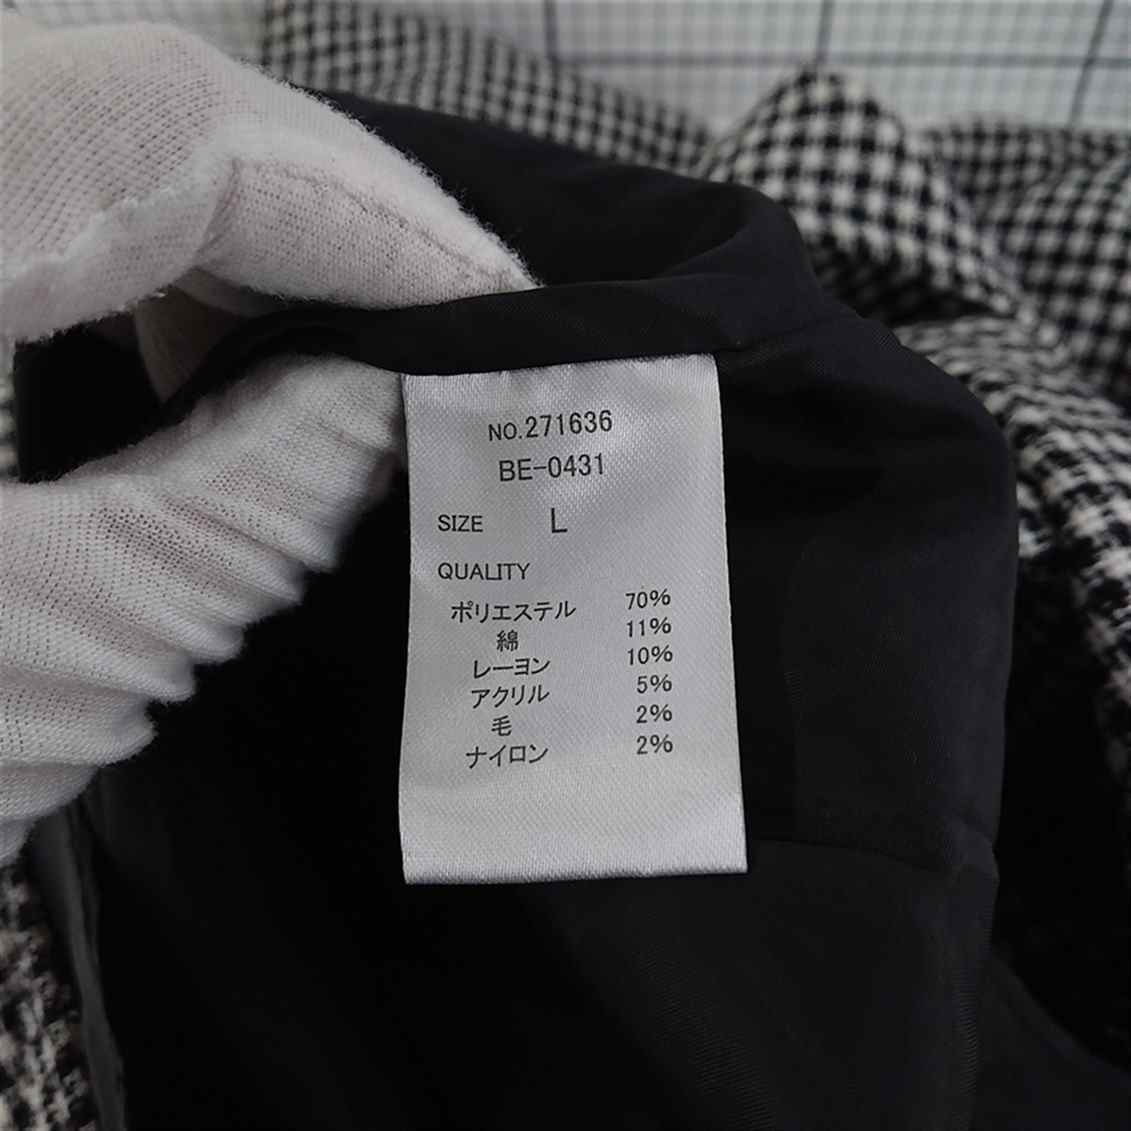 NO.271636
BE-0431
SIZE L
QUALITY
ポリエステル 70%
綿 11%
レーヨン 10%
アクリル 5%
毛 2%
ナイロン 2%